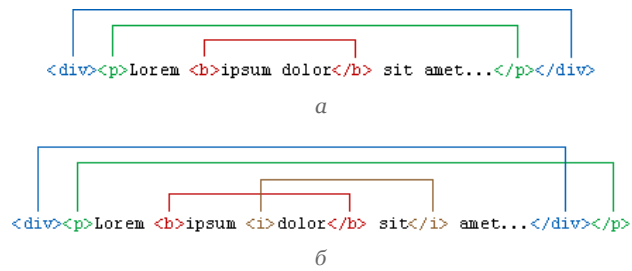 <div><p>Lorem <b>ipsum dolor</b> sit amet...</p></div>
а
<div><p>Lorem <b>ipsum <i>dolor</b> sit</i> amet...</div></p>
б